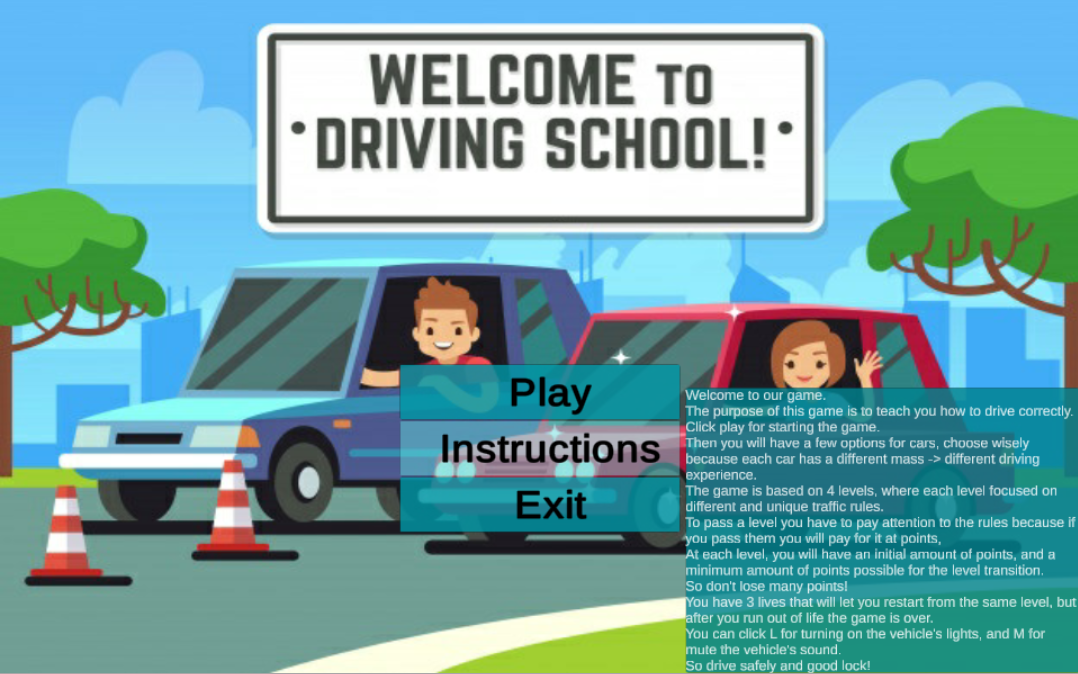 WELCOME TO
DRIVING SCHOOL!
Play
Instructions
Exit
Welcome to our game.
The purpose of this game is to teach you how to drive correctly.
Click play for starting the game.
Then you will have a few options for cars, choose wisely
because each car has a different mass -> different driving
experience.
The game is based on 4 levels, where each level focused on
different and unique traffic rules.
To pass a level you have to pay attention to the rules because if
you pass them you will pay for it at points,
At each level, you will have an initial amount of points, and a
minimum amount of points possible for the level transition.
So don't lose many points!
You have 3 lives that will let you restart from the same level, but
after you run out of life the game is over.
You can click L for turning on the vehicle's lights, and M for
mute the vehicle's sound.
So drive safely and good lock!